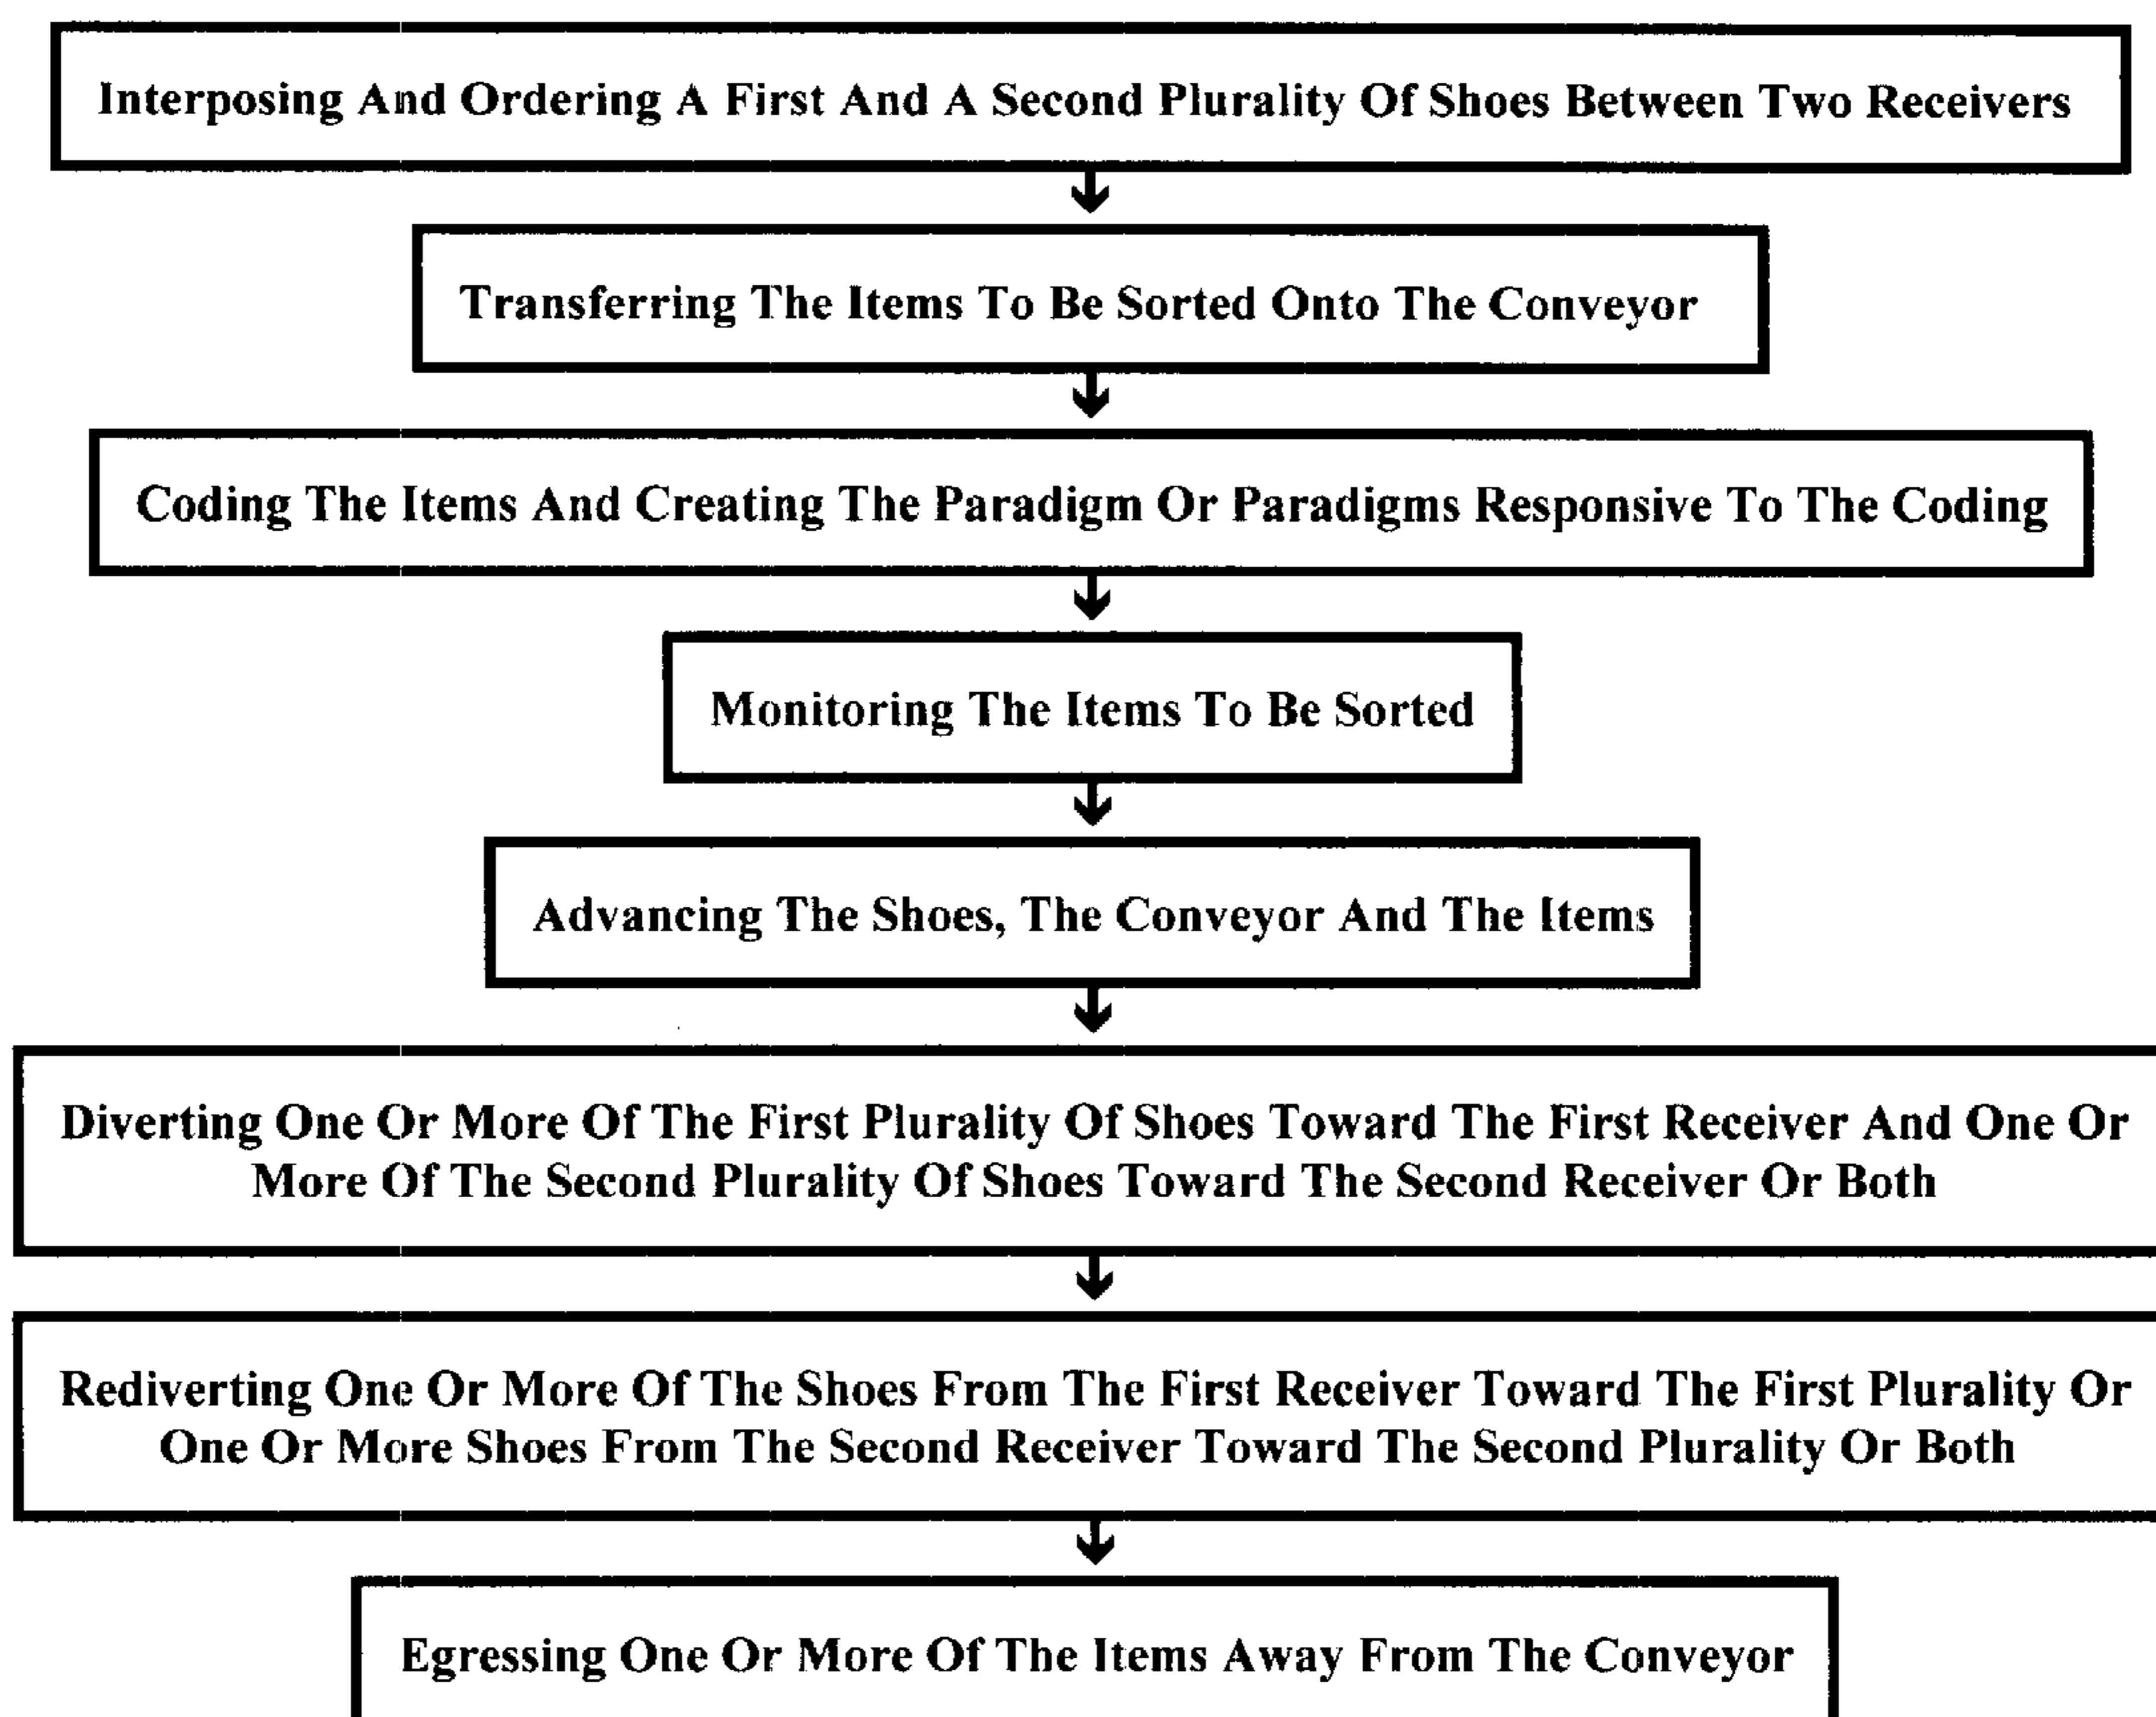 Interposing And Ordering A First And A Second Plurality Of Shoes Between Two Receivers
Transferring The Items To Be Sorted Onto The Conveyor
Coding The Items And Creating The Paradigm Or Paradigms Responsive To The Coding
Monitoring The Items To Be Sorted
Advancing The Shoes, The Conveyor And The Items
Diverting One Or More Of The First Plurality Of Shoes Toward The First Receiver And One Or
More Of The Second Plurality Of Shoes Toward The Second Receiver Or Both
Rediverting One Or More Of The Shoes From The First Receiver Toward The First Plurality Or
One Or More Shoes From The Second Receiver Toward The Second Plurality Or Both
Egressing One Or More Of The Items Away From The Conveyor